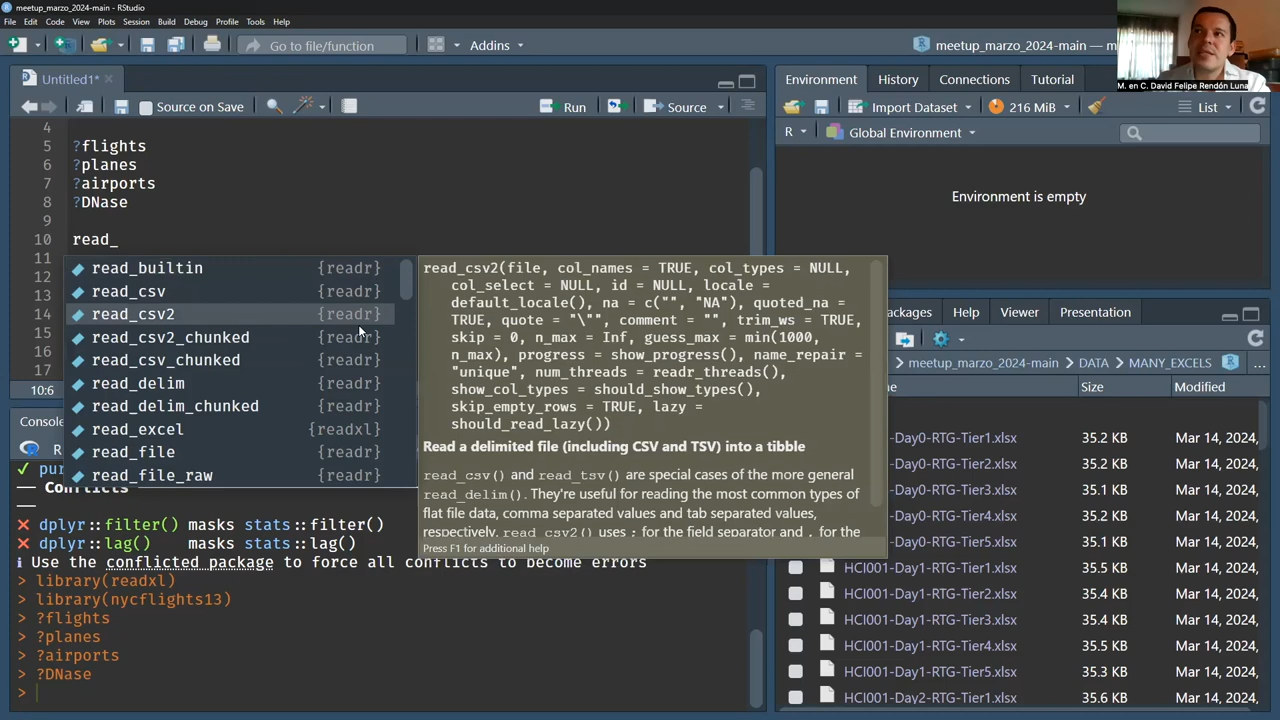 meetup_marzo_2024-main - RStudio
File Edit Code View Plots Session Build Debug Profile Tools Help
Go to file/function
Addins
meetup_marzo_2024-main —
M. en C. David Felipe Rendón Luna
Untitled1*
Source on Save
Run
Source
4
5 ?flights
6 ?planes
7 ?airports
8 ?DNase
9
10 read_
11
12
13
14
15
16
17
10:6
read_builtin {readr}
read_csv {readr}
read_csv2 {readr}
read_csv2_chunked {readr}
read_csv_chunked {readr}
read_delim {readr}
read_delim_chunked {readr}
read_excel {readxl}
read_file {readr}
read_file_raw {readr}
read_csv2(file, col_names = TRUE, col_types = NULL,
col_select = NULL, id = NULL, locale =
default_locale(), na = c("", "NA"), quoted_na =
TRUE, quote = "\"", comment = "", trim_ws = TRUE,
skip = 0, n_max = Inf, guess_max = min(1000,
n_max), progress = show_progress(), name_repair =
"unique", num_threads = readr_threads(),
show_col_types = should_show_types(),
skip_empty_rows = TRUE, lazy =
should_read_lazy())
Read a delimited file (including CSV and TSV) into a tibble
read_csv() and read_tsv() are special cases of the more general
read_delim(). They're useful for reading the most common types of
flat file data, comma separated values and tab separated values,
respectively. read_csv2() uses ; for the field separator and , for the
Press F1 for additional help
Console
R
✔ pur
── Conflicts
✖ dplyr::filter() masks stats::filter()
✖ dplyr::lag() masks stats::lag()
ℹ Use the conflicted package to force all conflicts to become errors
> library(readxl)
> library(nycflights13)
> ?flights
> ?planes
> ?airports
> ?DNase
>
Environment History Connections Tutorial
Import Dataset 216 MiB List
R Global Environment
Environment is empty
ackages Help Viewer Presentation
meetup_marzo_2024-main > DATA > MANY_EXCELS ...
me Size Modified
-Day0-RTG-Tier1.xlsx 35.2 KB Mar 14, 2024,
-Day0-RTG-Tier2.xlsx 35.2 KB Mar 14, 2024,
-Day0-RTG-Tier3.xlsx 35.1 KB Mar 14, 2024,
-Day0-RTG-Tier4.xlsx 35.2 KB Mar 14, 2024,
-Day0-RTG-Tier5.xlsx 35.2 KB Mar 14, 2024,
HCI001-Day1-RTG-Tier1.xlsx 35.5 KB Mar 14, 2024,
HCI001-Day1-RTG-Tier2.xlsx 35.4 KB Mar 14, 2024,
HCI001-Day1-RTG-Tier3.xlsx 35.4 KB Mar 14, 2024,
HCI001-Day1-RTG-Tier4.xlsx 35.5 KB Mar 14, 2024,
HCI001-Day1-RTG-Tier5.xlsx 35.5 KB Mar 14, 2024,
HCI001-Day2-RTG-Tier1.xlsx 35.6 KB Mar 14, 2024,